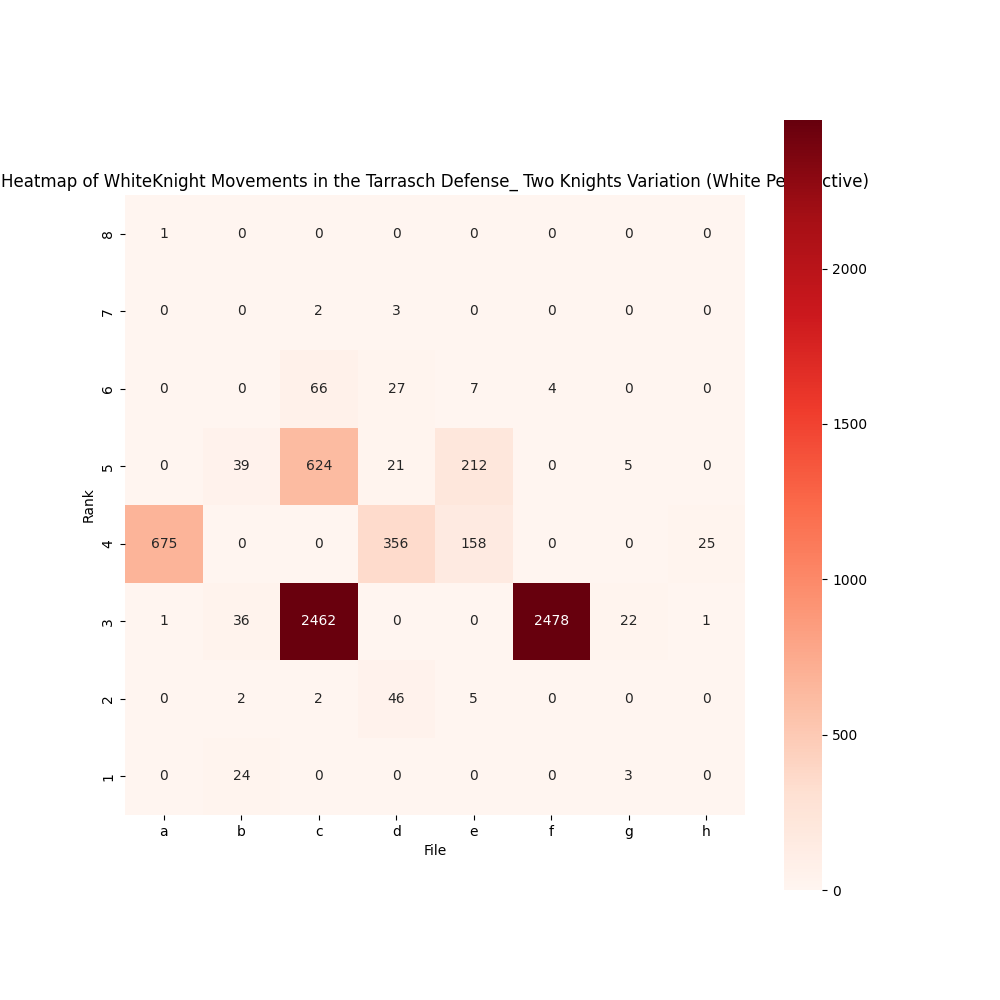 Heatmap of WhiteKnight Movements in the Tarrasch Defense_ Two Knights Variation (White Pe ctive)
8 1 0 0 0 0 0 0 0
7 0 0 2 3 0 0 0 0
6 0 0 66 27 7 4 0 0
5 0 39 624 21 212 0 5 0
4 675 0 0 356 158 0 0 25
3 1 36 2462 0 0 2478 22 1
2 0 2 2 46 5 0 0 0
1 0 24 0 0 0 0 3 0
a b c d e f g h
File
Rank
2000
1500
1000
500
0